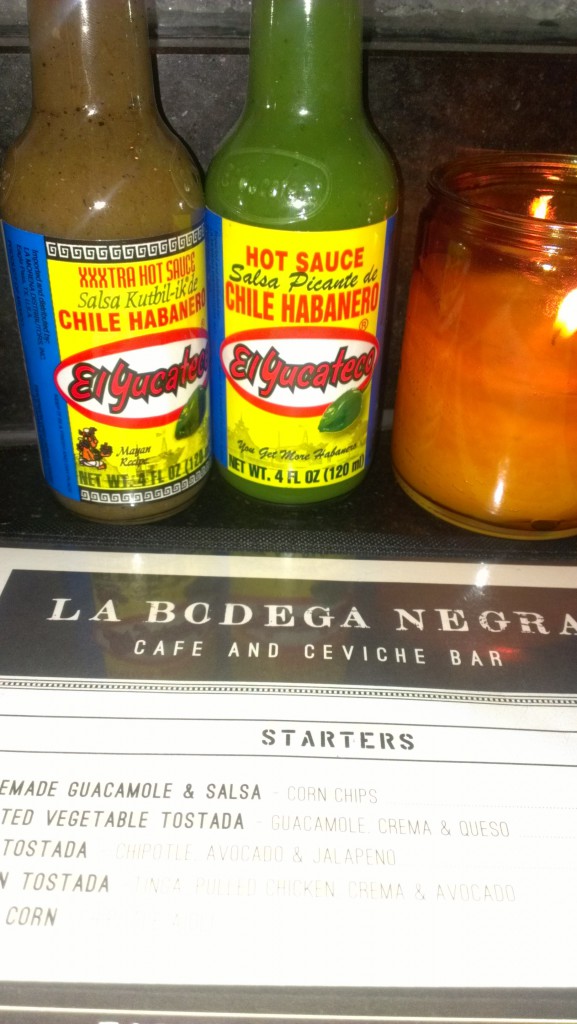 XXXTRA HOT SAUCE
Salsa Kutbil-ik de
CHILE HABANERO
El Yucateco
Mayan
Recipe
NET WT. 4 FL OZ (120
HOT SAUCE
Salsa Picante de
CHILE HABANERO
®
El Yucateco
You Get More Habanero
NET WT. 4 FL OZ (120 ml)
LA BODEGA NEGRA
CAFE AND CEVICHE BAR
STARTERS
EMADE GUACAMOLE & SALSA - CORN CHIPS
TED VEGETABLE TOSTADA - GUACAMOLE, CREMA & QUESO
TOSTADA - CHIPOTLE, AVOCADO & JALAPENO
N TOSTADA - TINGA, PULLED CHICKEN, CREMA & AVOCADO
CORN